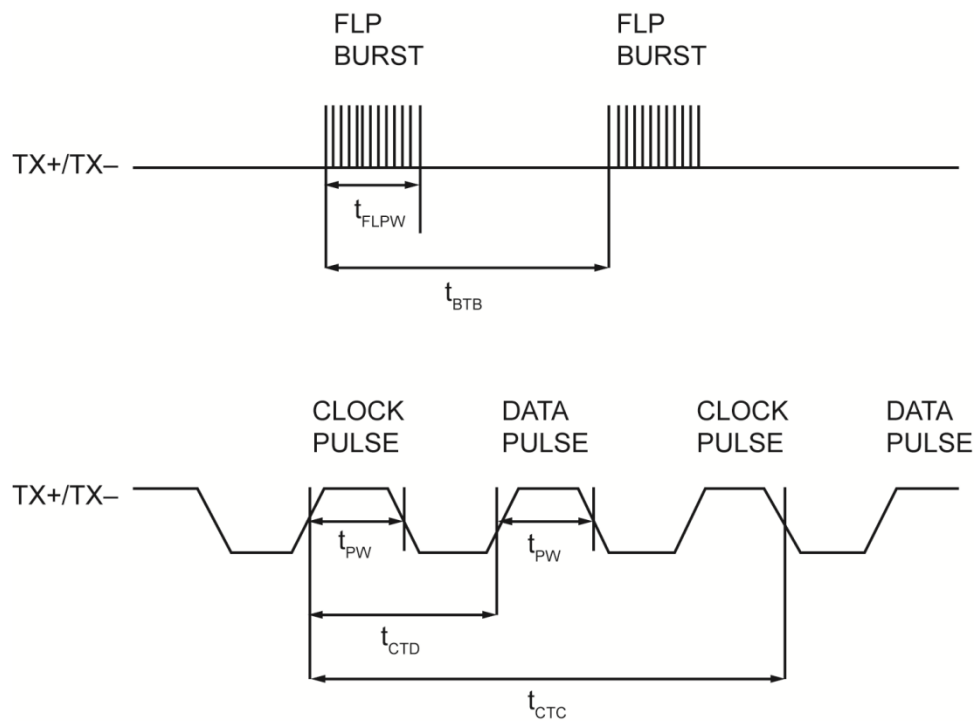 FLP
BURST
FLP
BURST
TX+/TX–
tFLPW
tBTB
CLOCK
PULSE
DATA
PULSE
CLOCK
PULSE
DATA
PULSE
TX+/TX–
tPW
tPW
tCTD
tCTC